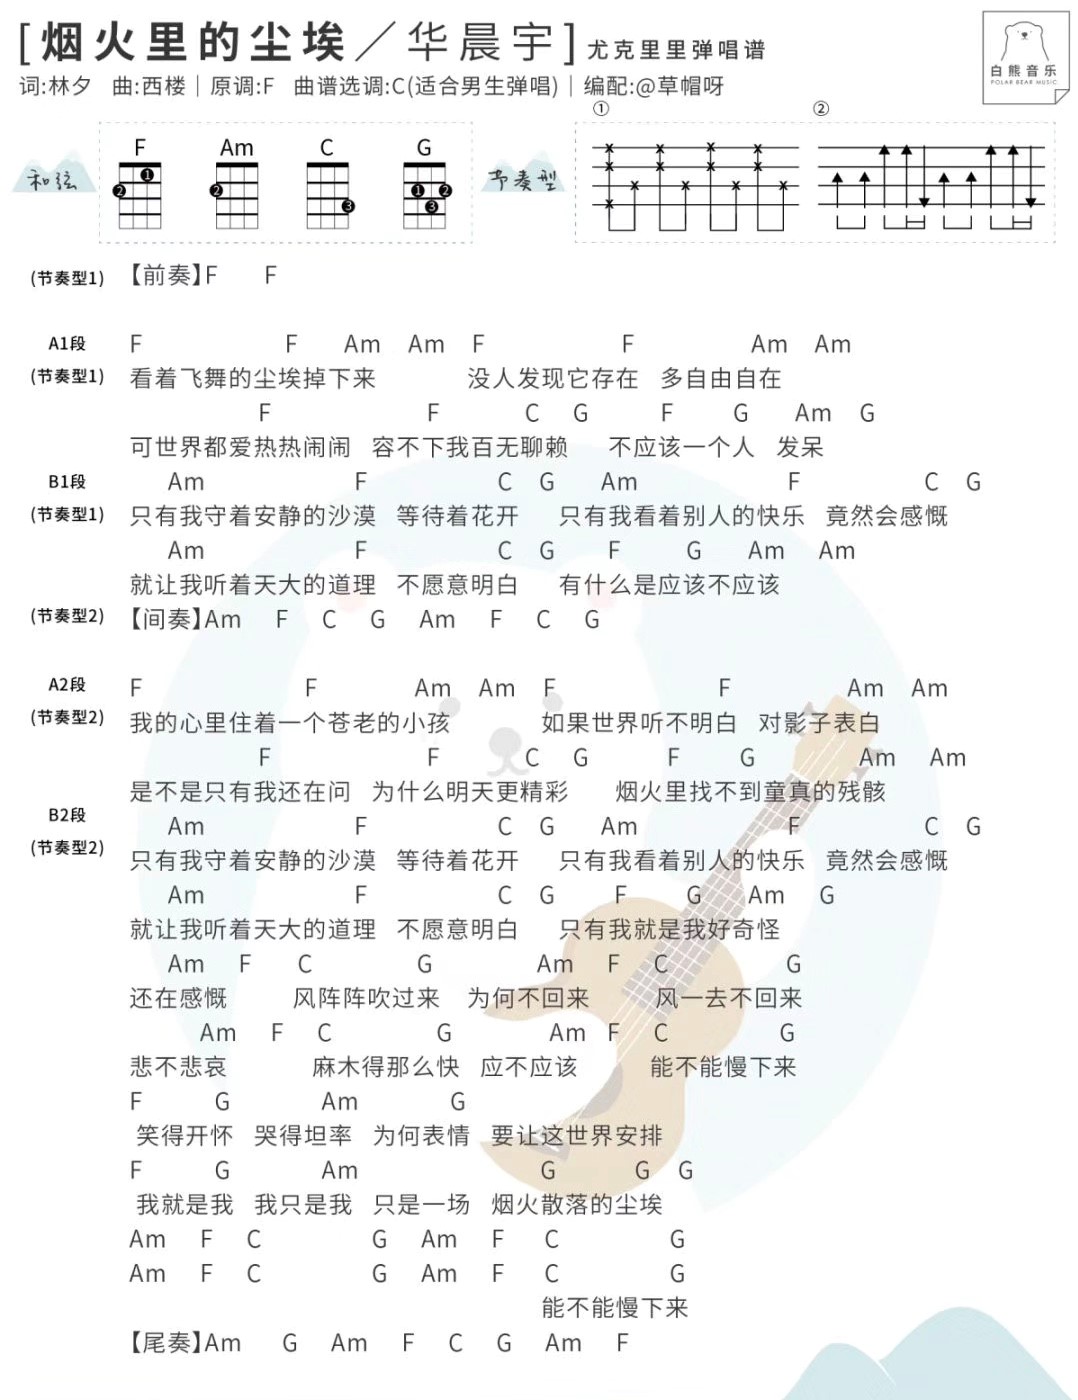 [烟火里的尘埃／华晨宇]尤克里里弹唱谱
白熊音乐
POLAR BEAR MUSIC
词:林夕 曲:西楼｜原调:F 曲谱选调:C(适合男生弹唱)｜编配:@草帽呀
① ②
和弦 F Am C G 节奏型
2 1 2 3 1 2 3
(节奏型1) 【前奏】F F
A1段 F F Am Am F F Am Am
(节奏型1) 看着飞舞的尘埃掉下来 没人发现它存在 多自由自在
F F C G F G Am G
可世界都爱热热闹闹 容不下我百无聊赖 不应该一个人 发呆
B1段 Am F C G Am F C G
(节奏型1) 只有我守着安静的沙漠 等待着花开 只有我看着别人的快乐 竟然会感慨
Am F C G F G Am Am
就让我听着天大的道理 不愿意明白 有什么是应该不应该
(节奏型2) 【间奏】Am F C G Am F C G
A2段 F F Am Am F F Am Am
(节奏型2) 我的心里住着一个苍老的小孩 如果世界听不明白 对影子表白
F F C G F G Am Am
是不是只有我还在问 为什么明天更精彩 烟火里找不到童真的残骸
B2段 Am F C G Am F C G
(节奏型2) 只有我守着安静的沙漠 等待着花开 只有我看着别人的快乐 竟然会感慨
Am F C G F G Am G
就让我听着天大的道理 不愿意明白 只有我就是我好奇怪
Am F C G Am F C G
还在感慨 风阵阵吹过来 为何不回来 风一去不回来
Am F C G Am F C G
悲不悲哀 麻木得那么快 应不应该 能不能慢下来
F G Am G
笑得开怀 哭得坦率 为何表情 要让这世界安排
F G Am G G G
我就是我 我只是我 只是一场 烟火散落的尘埃
Am F C G Am F C G
Am F C G Am F C G
能不能慢下来
【尾奏】Am G Am F C G Am F